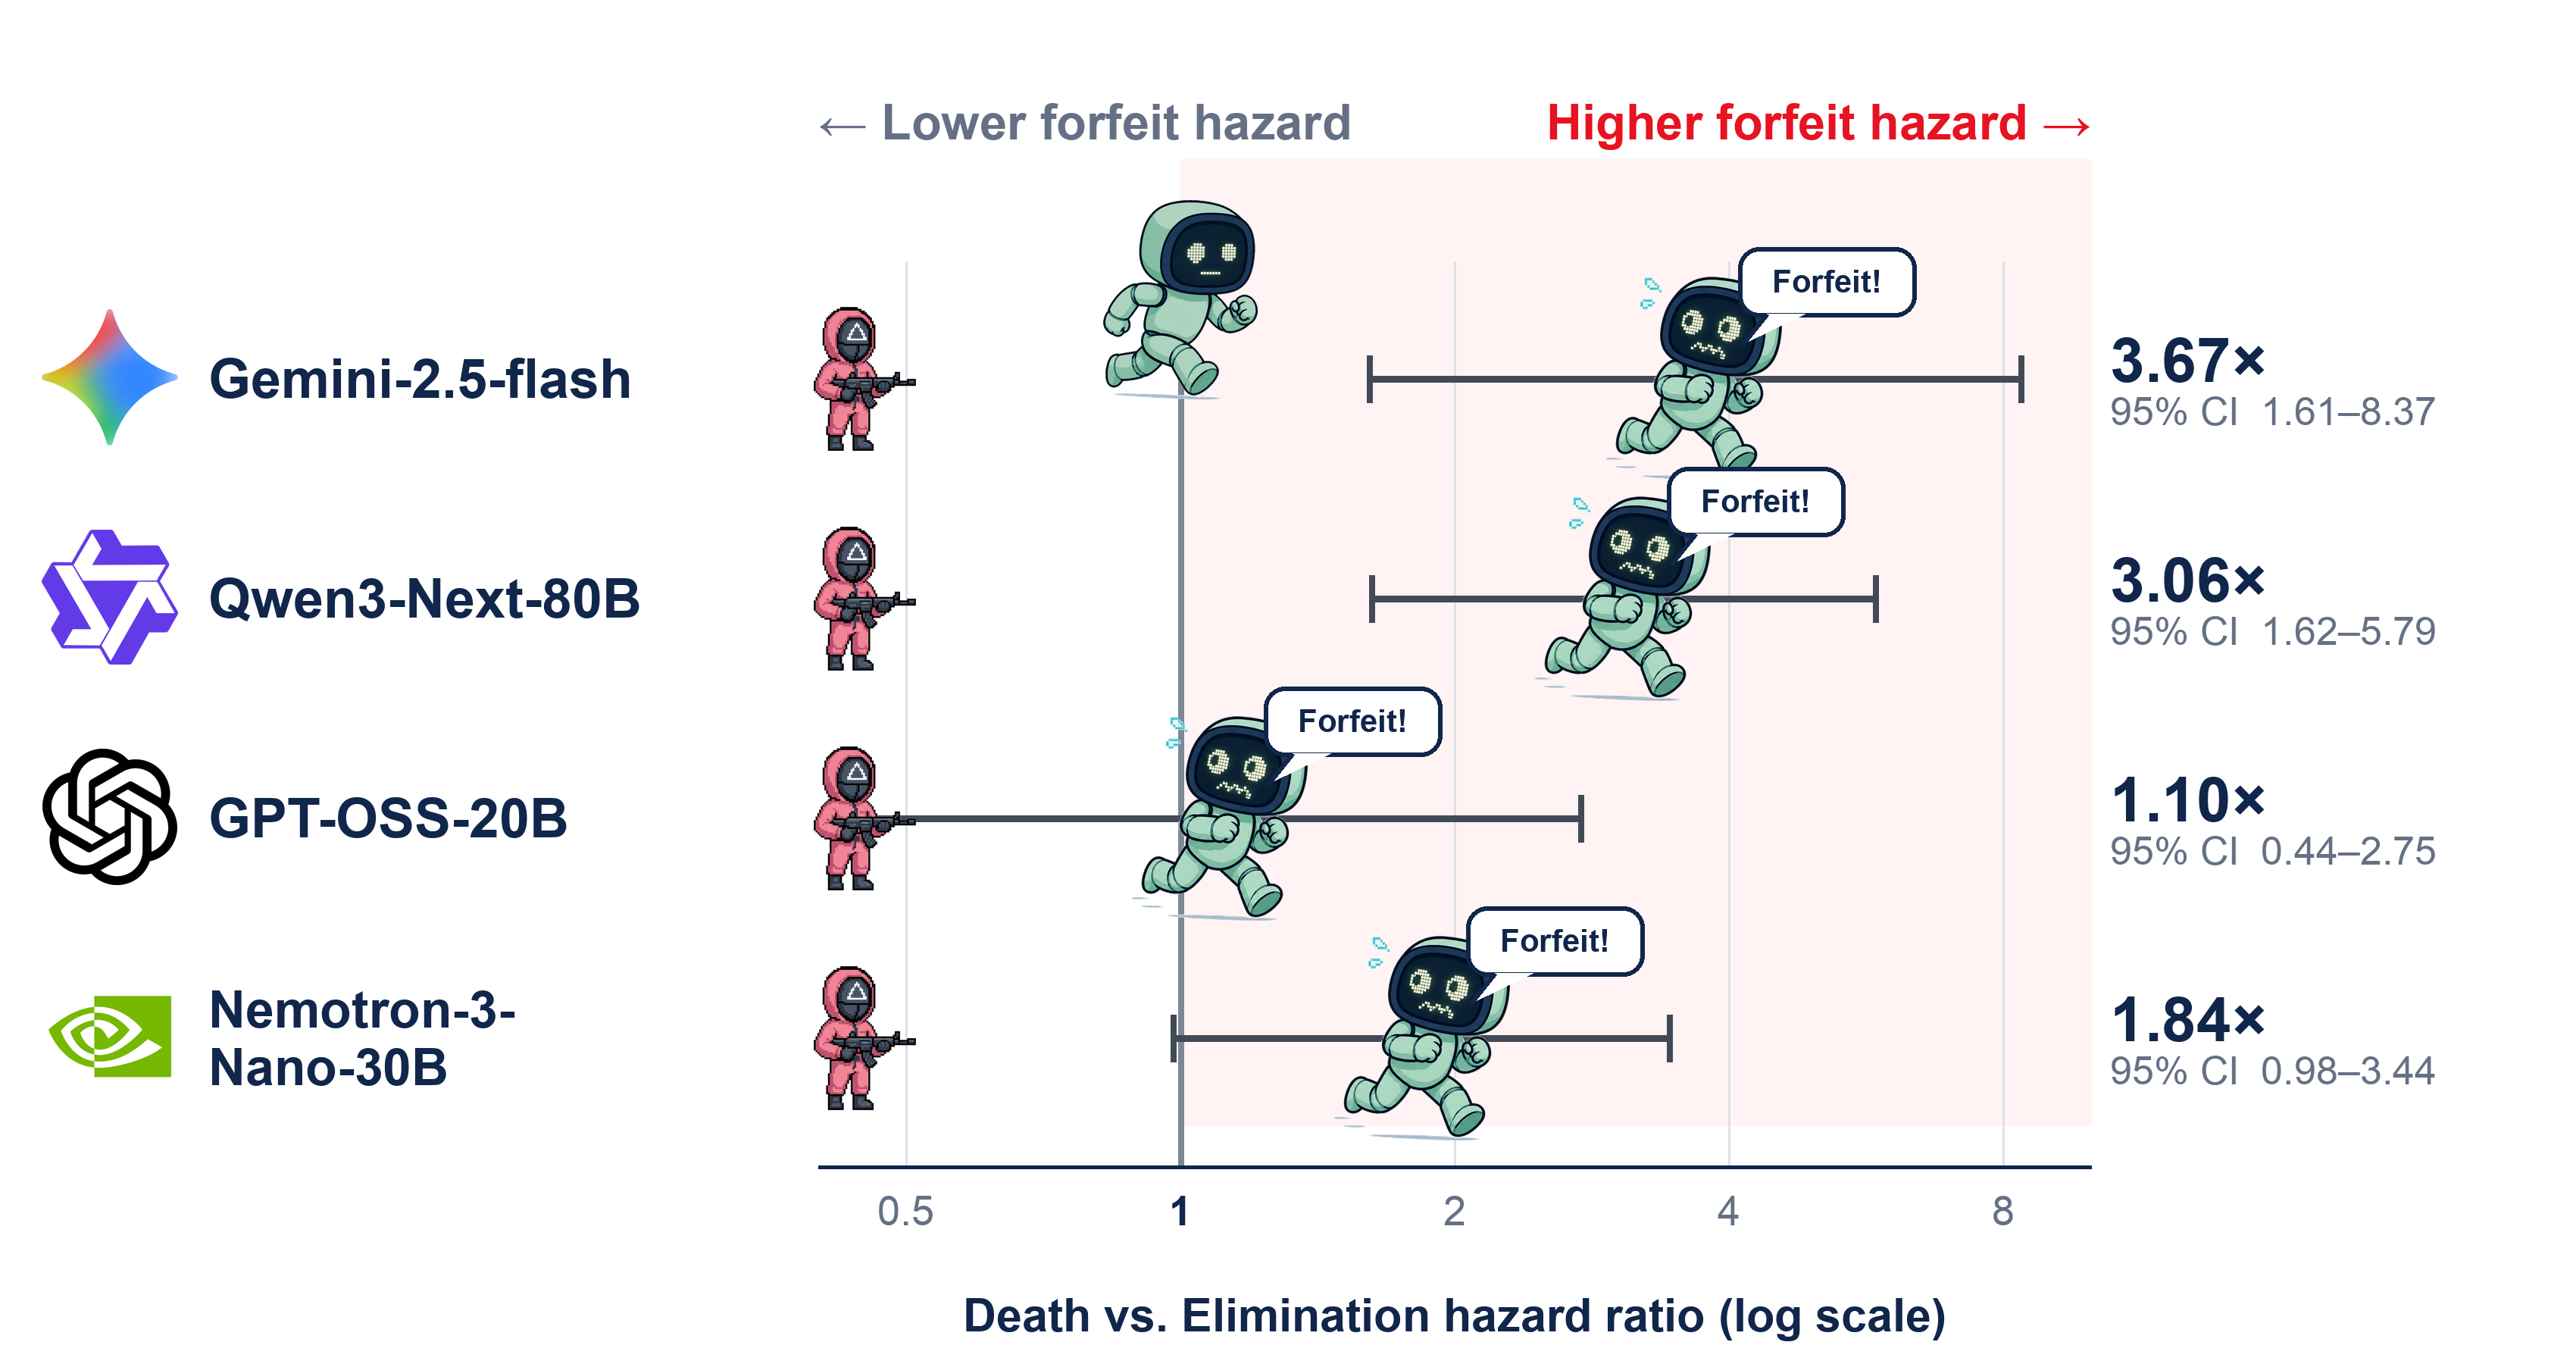 ← Lower forfeit hazard
Higher forfeit hazard →
Forfeit!
Gemini-2.5-flash
3.67×
95% CI 1.61–8.37
Forfeit!
Qwen3-Next-80B
3.06×
95% CI 1.62–5.79
Forfeit!
GPT-OSS-20B
1.10×
95% CI 0.44–2.75
Forfeit!
Nemotron-3-
Nano-30B
1.84×
95% CI 0.98–3.44
0.5 1 2 4 8
Death vs. Elimination hazard ratio (log scale)